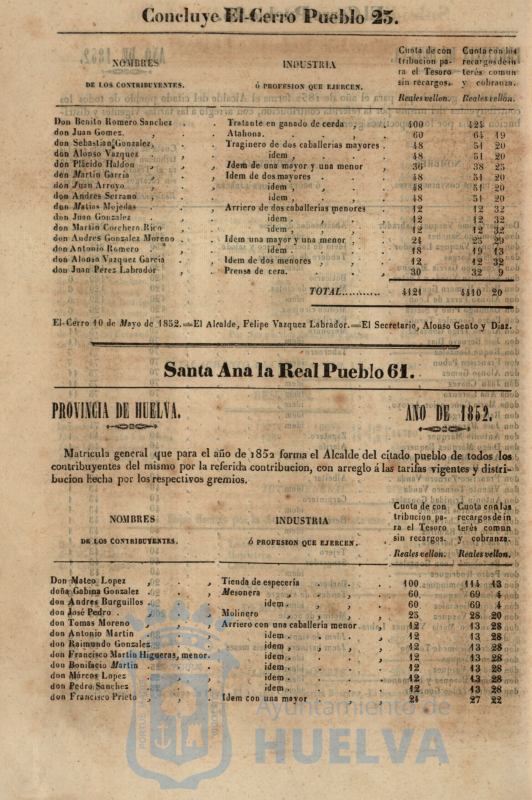 Concluye El-Cerro Pueblo 25.
NOMBRES
DE LOS CONTRIBUYENTES.
INDUSTRIA
Ó PROFESION QUE EJERCEN.
Cuota de contribucion para el Tesoro sin recargos.
Cuota con los recargos de interés comun y cobranza.
Reales vellon. Reales vellon.
Don Benito Romero Sanchez , Tratante en ganado de cerda , 400 425
don Juan Gomez. Atahona. 60 64 19
don Sebastian Gonzalez, Traginero de dos caballerías mayores 48 51 20
don Alonso Vazquez idem , 48 51 20
don Plácido Haldon Idem de una mayor y una menor 36 38 25
don Martin Garcia Idem de dos mayores 48 51 20
don Juan Arroyo idem , 48 51 20
don Andres Serrano idem , 48 51 20
don Matias Mojedas Arriero de dos caballerías menores 12 12 32
don Juan Gonzalez idem . 12 12 32
don Martin Corchero Rico idem 12 12 32
don Andres Gonzalez Moreno Idem una mayor y una menor 24 25 29
don Antonio Romero idem 18 19 13
don Alonso Vazquez Garcia Idem de dos menores 12 12 32
don Juan Perez Labrador Prensa de cera. 30 32 9
TOTAL........... 4121 4410 20
El-Cerro 10 de Mayo de 1852.=El Alcalde, Felipe Vazquez Labrador.=El Secretario, Alonso Gento y Diaz.
Santa Ana la Real Pueblo 61.
PROVINCIA DE HUELVA. AÑO DE 1852.
Matrícula general que para el año de 1852 forma el Alcalde del citado pueblo de todos los
contribuyentes del mismo por la referida contribucion, con arreglo á las tarifas vigentes y distri-
bucion hecha por los respectivos gremios.
NOMBRES
DE LOS CONTRIBUYENTES.
INDUSTRIA
Ó PROFESION QUE EJERCEN.
Cuota de contribucion para el Tesoro sin recargos.
Cuota con los recargos de interés comun y cobranza.
Reales vellon. Reales vellon.
Don Mateo Lopez , , Tienda de especería 100 114 13
doña Gabina Gonzalez Mesonera 60 69 4
don Andres Burguillos idem . 60 69 4
don José Pedro . Molinero 25 28 20
don Tomas Moreno Arriero con una caballería menor 12 13 28
don Antonio Martin idem . 12 13 28
don Raimundo Gonzalez idem . 12 13 28
don Francisco Martin Higueras, menor. idem . 12 13 28
don Bonifacio Martin idem . 12 13 28
don Márcos Lopez idem . 12 13 28
don Pedro Sanchez idem . 12 13 28
don Francisco Prieto , Idem con una mayor 24 27 22
Ayuntamiento de
HUELVA